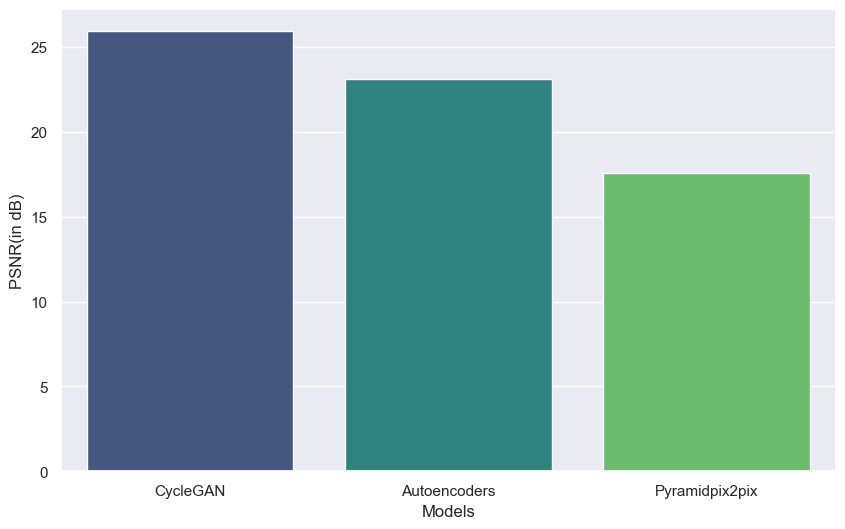 25
20
15
10
5
0
PSNR(in dB)
CycleGAN
Autoencoders
Pyramidpix2pix
Models